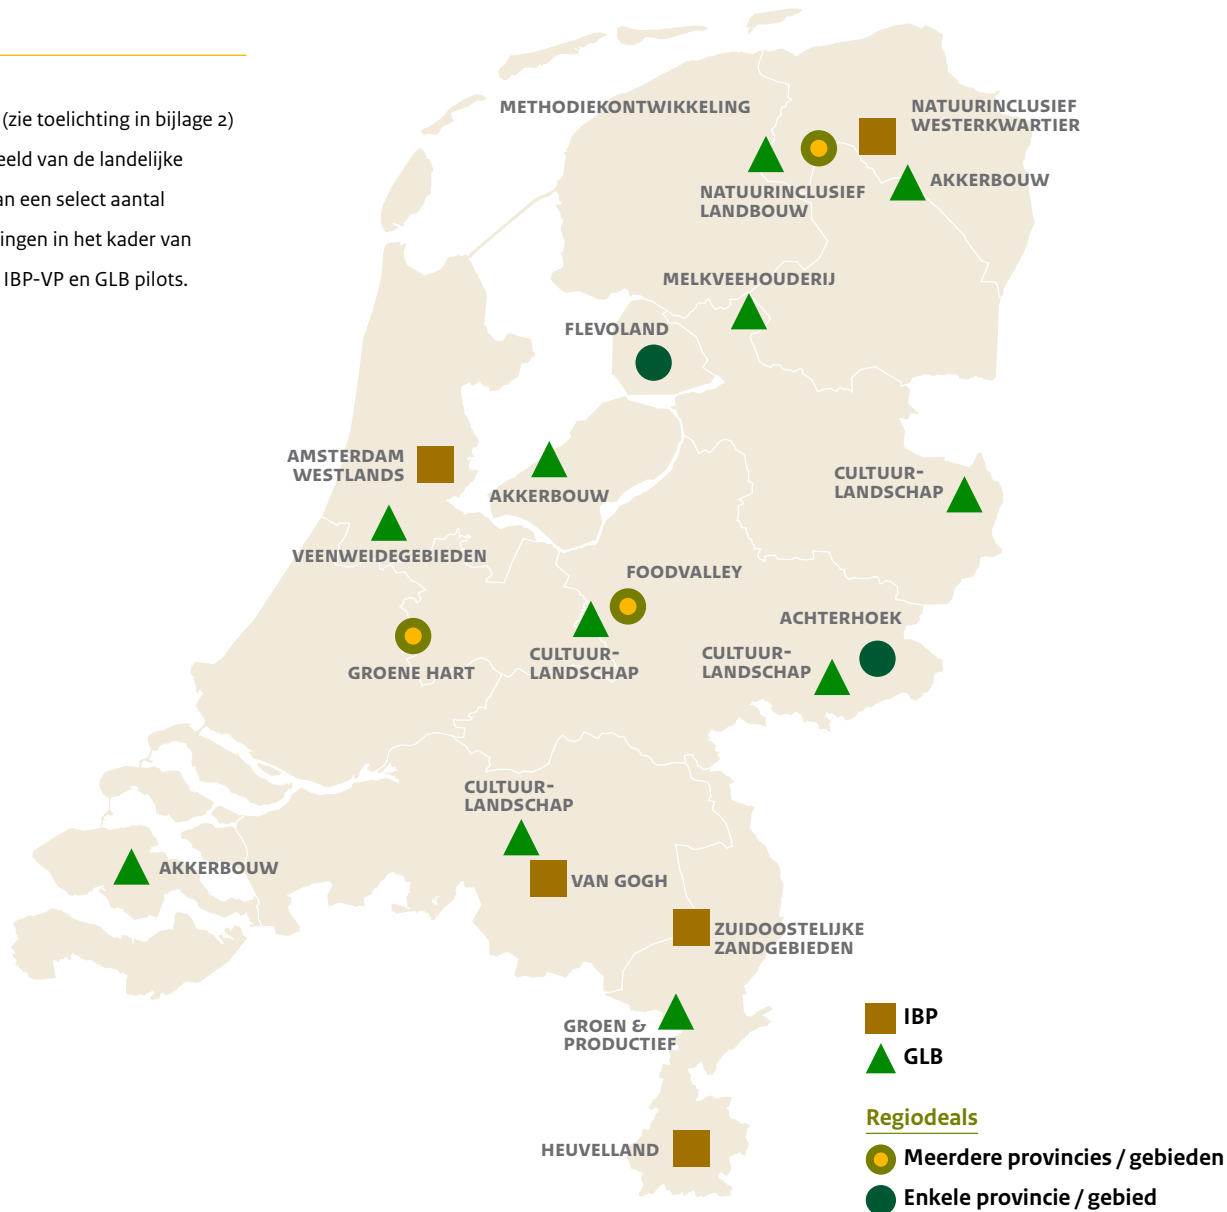 (zie toelichting in bijlage 2)
eeld van de landelijke
an een select aantal
ingen in het kader van
IBP-VP en GLB pilots.
METHODIEKONTWIKKELING
NATUURINCLUSIEF
WESTERKWARTIER
AKKERBOUW
NATUURINCLUSIEF
LANDBOUW
MELKVEEHOUDERIJ
FLEVOLAND
AMSTERDAM
WESTLANDS
AKKERBOUW
CULTUUR-
LANDSCHAP
VEENWEIDEGEBIEDEN
FOODVALLEY
ACHTERHOEK
CULTUUR-
LANDSCHAP
CULTUUR-
LANDSCHAP
GROENE HART
CULTUUR-
LANDSCHAP
AKKERBOUW
VAN GOGH
ZUIDOOSTELIJKE
ZANDGEBIEDEN
GROEN &
PRODUCTIEF
HEUVELLAND
IBP
GLB
Regiodeals
Meerdere provincies / gebieden
Enkele provincie / gebied